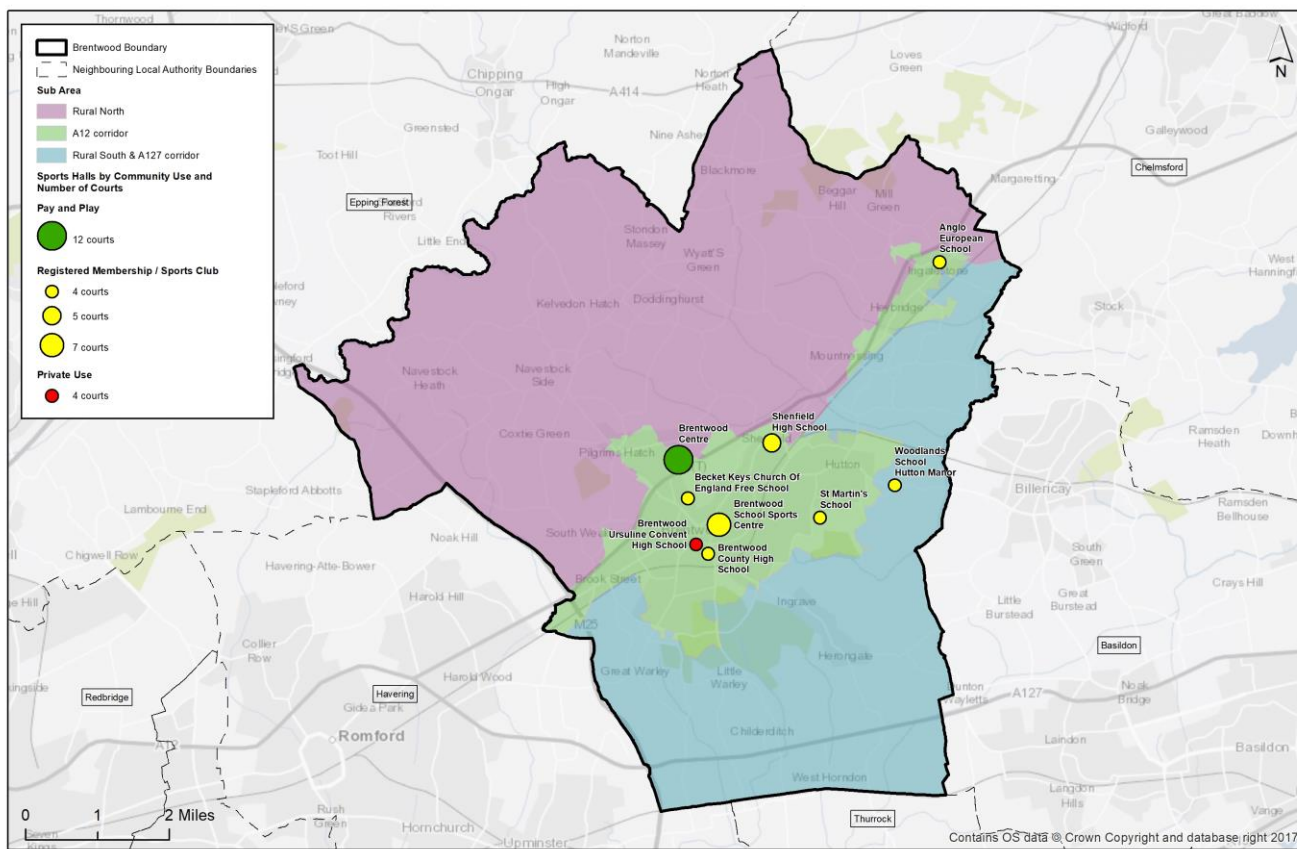 Brentwood Boundary
Neighbouring Local Authority Boundaries
Sub Area
Rural North
A12 corridor
Rural South & A127 corridor
Sports Halls by Community Use and
Number of Courts
Pay and Play
12 courts
Registered Membership / Sports Club
4 courts
5 courts
7 courts
Private Use
4 courts
Thornwood
Norton
Mandeville
Chipping
Ongar
High
Ongar
A414
Norton
Heath
Loves
Green
Widford
Great Baddow
N
Greensted
Nine Ashes
Toot Hill
Blackmore
Galleywood
Chelmsford
Margaretting
Epping Forest
Rivers
Beggar
Hill
Mill
Green
Little End
Stondon
Massey
Wyatt'S
Green
Anglo
European
School
Ingatestone
West
Stock
Kelvedon Hatch
Doddinghurst
Heybridge
Mountnessing
Navestock
Heath
Navestock
Side
Coxtie Green
Pilgrims Hatch
Brentwood
Centre
Shenfield
High School
Ramsden
Heath
Hutton
Woodlands
School
Hutton Manor
Becket Keys Church Of
England Free School
Billericay
Stapleford Abbotts
Brentwood
School Sports
Centre
St Martin's
School
Ramsden
Bellhouse
Lambourne End
South Weald
Brentwood
Ursuline Convent
High School
Brentwood
County High
School
Chigwell Row
Noak Hill
South
Green
Havering-Atte-Bower
Brook Street
Crays Hill
Harold Hill
Ingrave
Little
Burstead
Great
Burstead
M25
Collier
Row
Great Warley
Little
Warley
Herongate
Basildon
Harold Wood
Redbridge
Havering
Dunton
Wayletts
A127
Noak
Bridge
Gidea Park
A12
Romford
Childerditch
Laindon
Basildon
West Horndon
Langdon
Hills
Vange
0 1 2 Miles
Rush
Green
Hornchurch
Upminster
Thurrock
Seven
Kings
Contains OS data © Crown Copyright and database right 2017